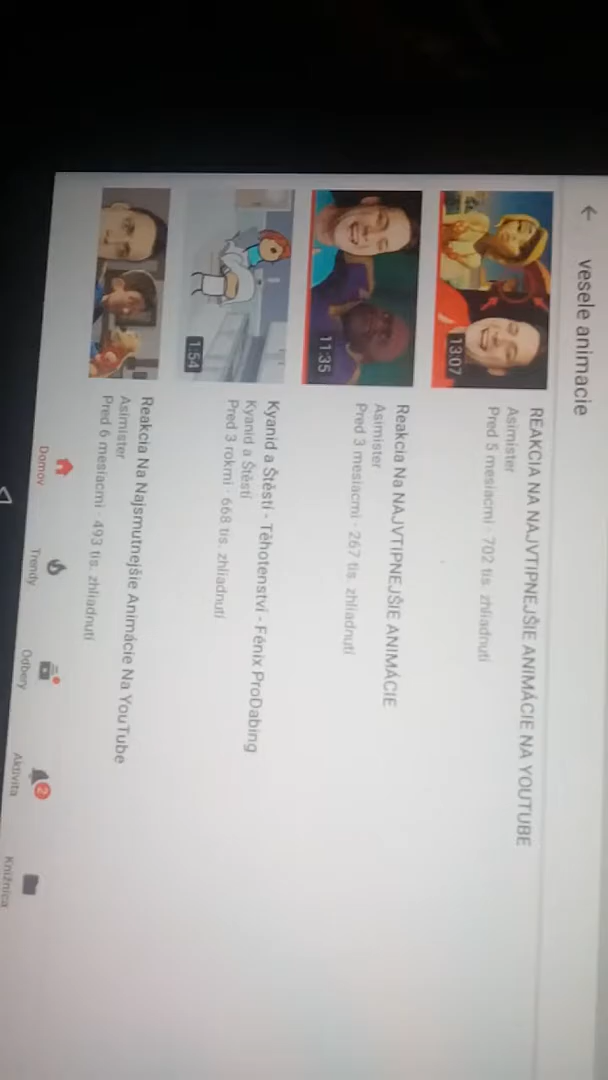 vesele animacie
13:07
REAKCIA NA NAJVTIPNEJŠIE ANIMÁCIE NA YOUTUBE
Asimister
Pred 5 mesiacmi · 702 tis. zhliadnutí
11:35
Reakcia Na NAJVTIPNEJŠIE ANIMÁCIE
Asimister
Pred 3 mesiacmi · 267 tis. zhliadnutí
1:54
Kyanid a Štěstí - Těhotenství - Fénix ProDabing
Kyanid a Štěstí
Pred 3 rokmi · 668 tis. zhliadnutí
Reakcia Na Najsmutnejšie Animácie Na YouTube
Asimister
Pred 6 mesiacmi · 493 tis. zhliadnutí
Domov
Trendy
Odbery
2
Aktivita
Knižnica